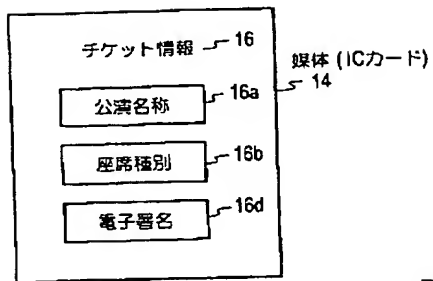 チケット情報 16
媒体 (ICカード)
14
公演名称 16a
座席種別 16b
電子署名 16d